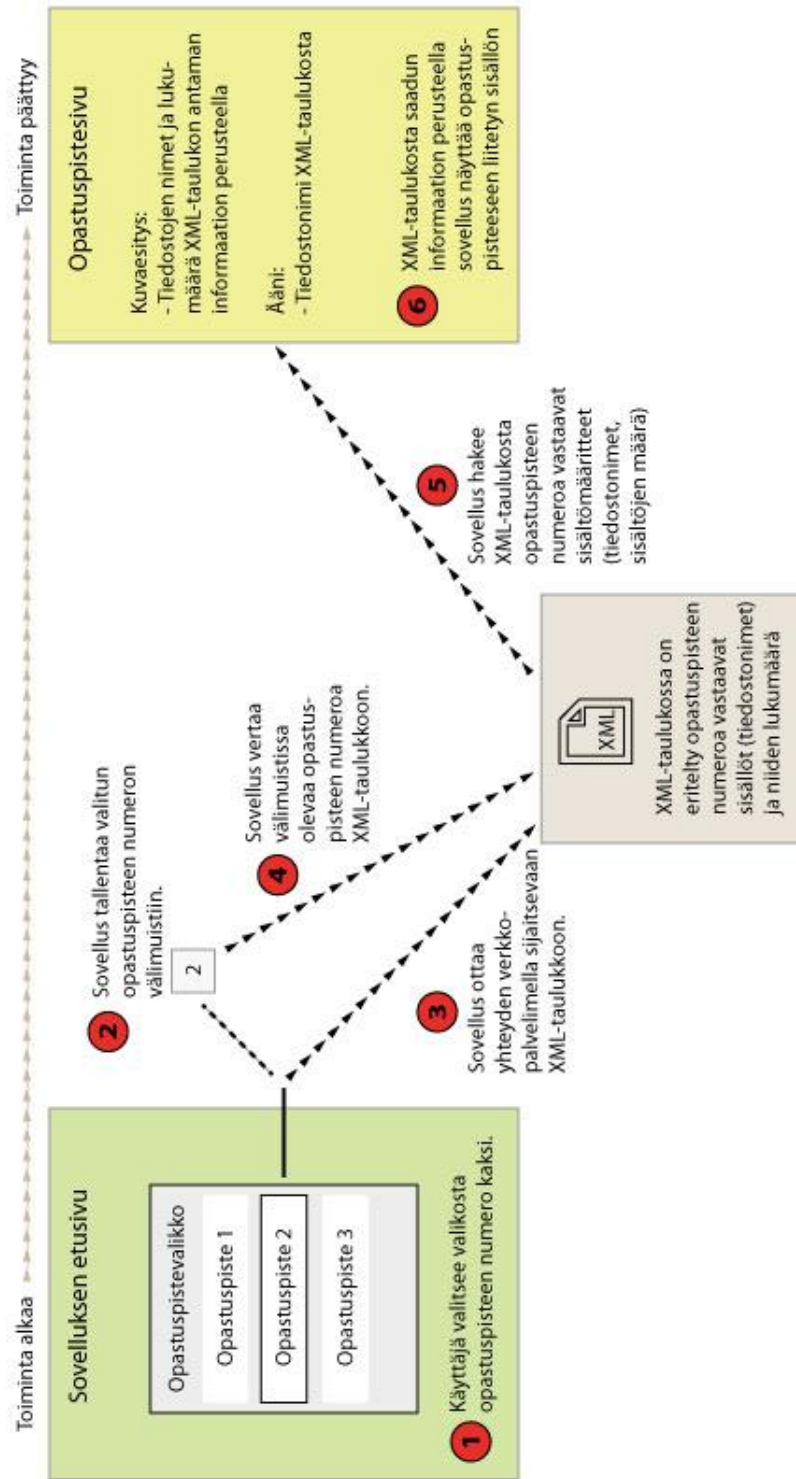 Toiminta alkaa
Toiminta päättyy
Sovelluksen etusivu
Opastuspistevalikko
Opastuspiste 1
Opastuspiste 2
Opastuspiste 3
1
Käyttäjä valitsee valikosta
opastuspisteen numero kaksi.
2
Sovellus tallentaa valitun
opastuspisteen numeron
välimuistiin.
2
3
Sovellus ottaa
yhteyden verkko-
palvelimella sijaitsevaan
XML-taulukkoon.
4
Sovellus vertaa
välimuistissa
olevaa opastus-
pisteen numeroa
XML-taulukkoon.
XML
XML-taulukossa on
eritelty opastuspisteen
numeroa vastaavat
sisällöt (tiedostonimet)
ja niiden lukumäärä
5
Sovellus hakee
XML-taulukosta
opastuspisteen
numeroa vastaavat
sisältömääritteet
(tiedostonimet,
sisältöjen määrä)
Opastuspistesivu
Kuvaesitys:
- Tiedostojen nimet ja luku-
määrä XML-taulukon antaman
informaation perusteella
Ääni:
- Tiedostonimi XML-taulukosta
6
XML-taulukosta saadun
informaation perusteella
sovellus näyttää opastus-
pisteeseen liitetyn sisällön